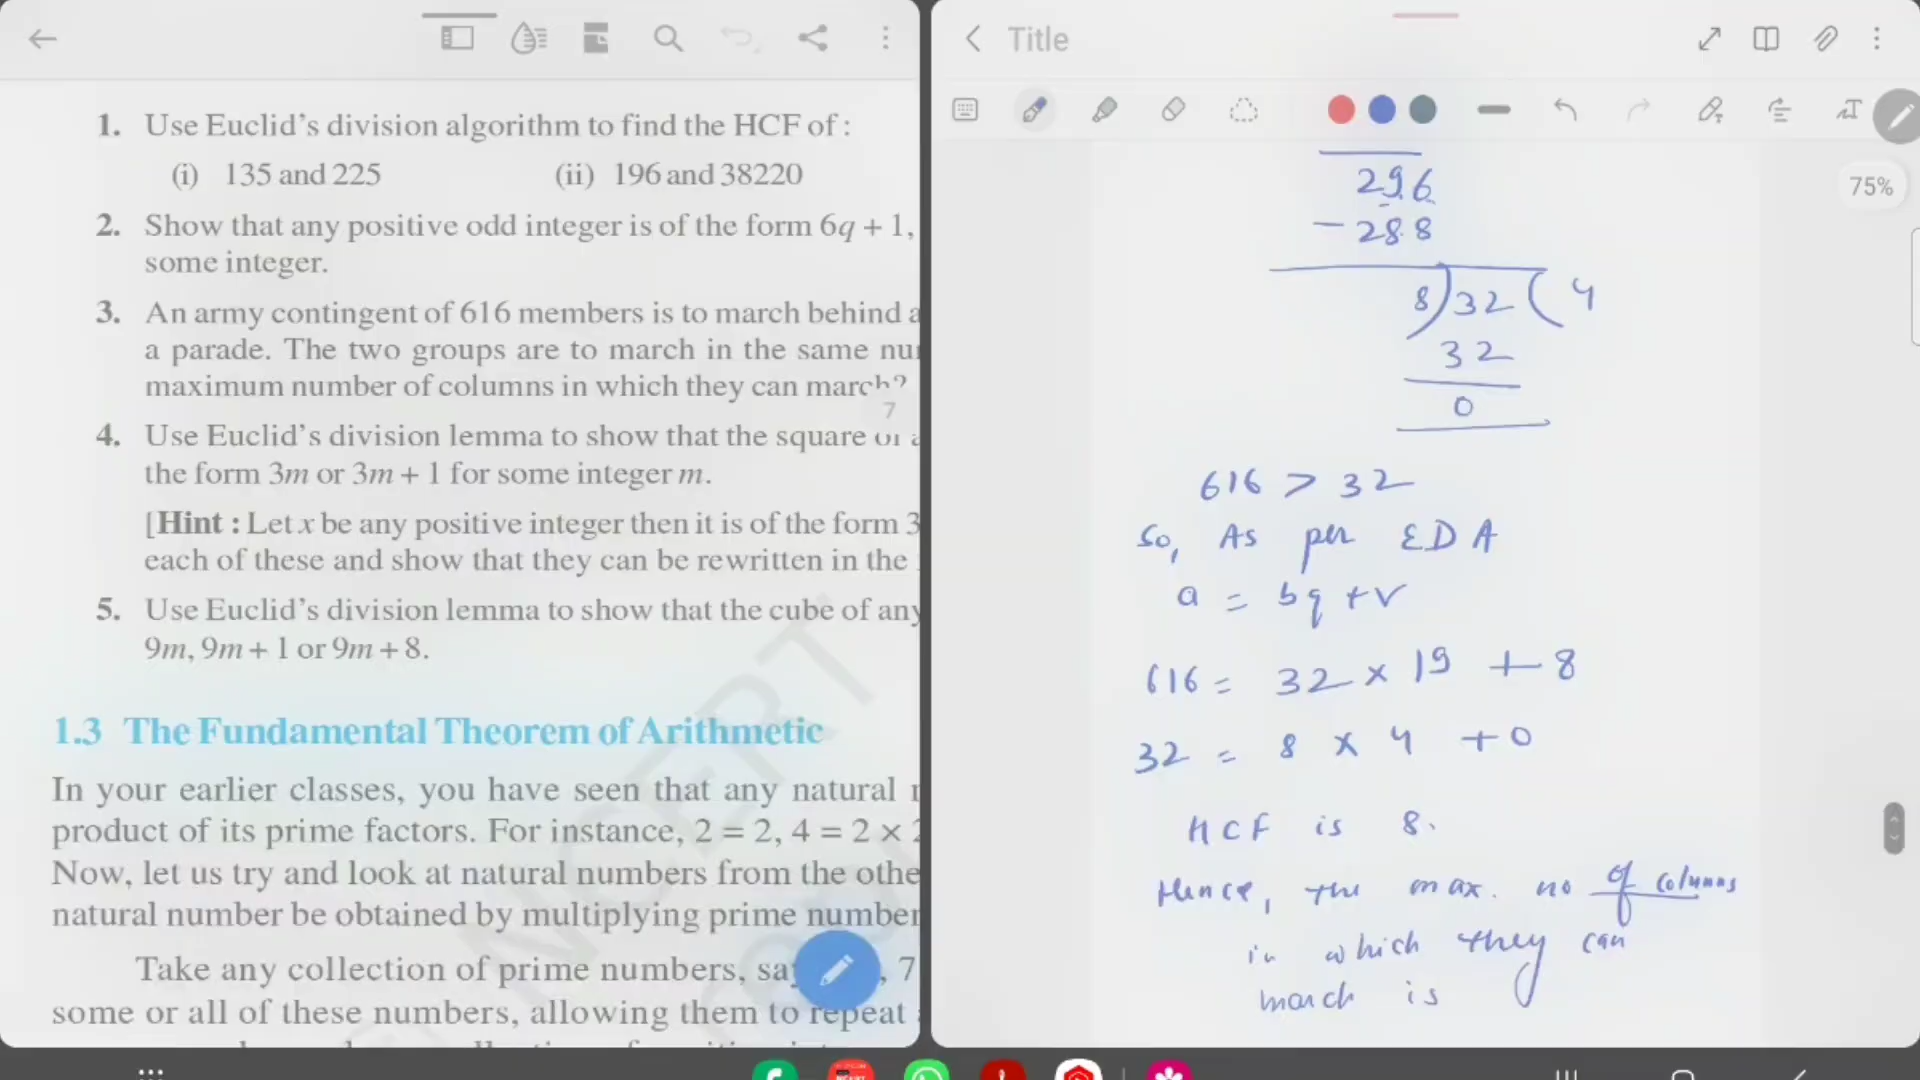 1. Use Euclid's division algorithm to find the HCF of :
(i) 135 and 225 (ii) 196 and 38220
2. Show that any positive odd integer is of the form 6q + 1,
some integer.
3. An army contingent of 616 members is to march behind a
a parade. The two groups are to march in the same
maximum number of columns in which they can march?
7
4. Use Euclid's division lemma to show that the square of
the form 3m or 3m + 1 for some integer m.
[Hint : Let x be any positive integer then it is of the form 3
each of these and show that they can be rewritten in the
5. Use Euclid's division lemma to show that the cube of any
9m, 9m + 1 or 9m + 8.
1.3 The Fundamental Theorem of Arithmetic
In your earlier classes, you have seen that any natural
product of its prime factors. For instance, 2 = 2, 4 = 2 ×
Now, let us try and look at natural numbers from the othe
natural number be obtained by multiplying prime number
Take any collection of prime numbers, , 7
some or all of these numbers, allowing them to repeat
NCERT
Title
75%
296
- 288
8)32(4
32
0
616 > 32
So, As per EDA
a = bq + r
616 = 32 × 19 + 8
32 = 8 × 4 + 0
HCF is 8.
Hence, the max. no of columns
in which they can
march is